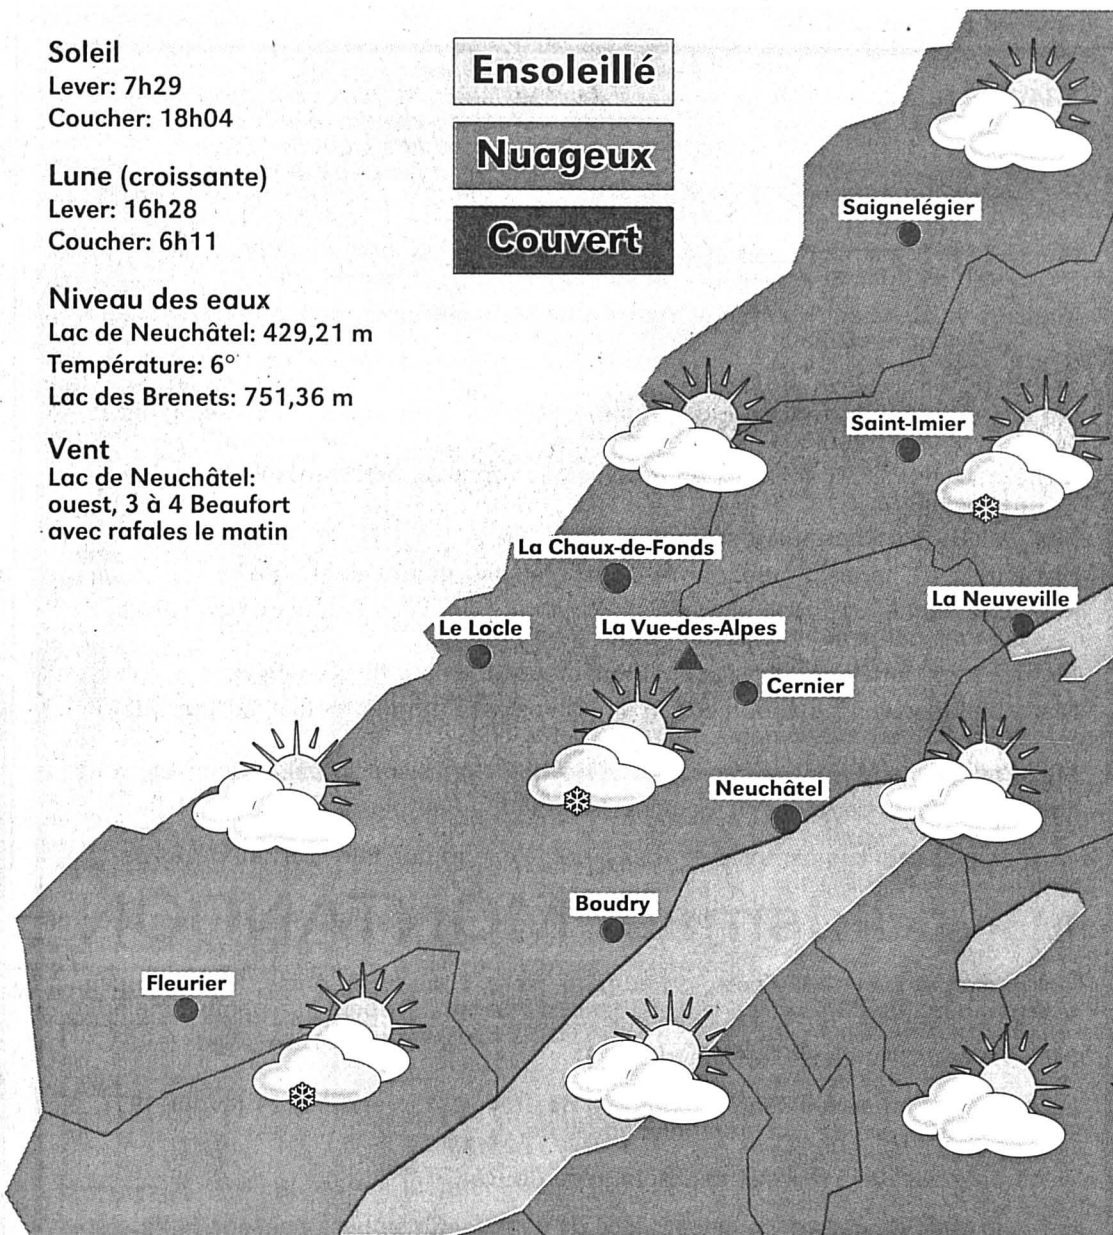 Soleil
Lever: 7h29
Coucher: 18h04
Lune (croissante)
Lever: 16h28
Coucher: 6h11
Niveau des eaux
Lac de Neuchâtel: 429,21 m
Température: 6°
Lac des Brenets: 751,36 m
Vent
Lac de Neuchâtel:
ouest, 3 à 4 Beaufort
avec rafales le matin
Ensoleillé
Nuageux
Couvert
Saignelégier
Saint-Imier
La Chaux-de-Fonds
La Neuveville
Le Locle
La Vue-des-Alpes
Cernier
Neuchâtel
Boudry
Fleurier